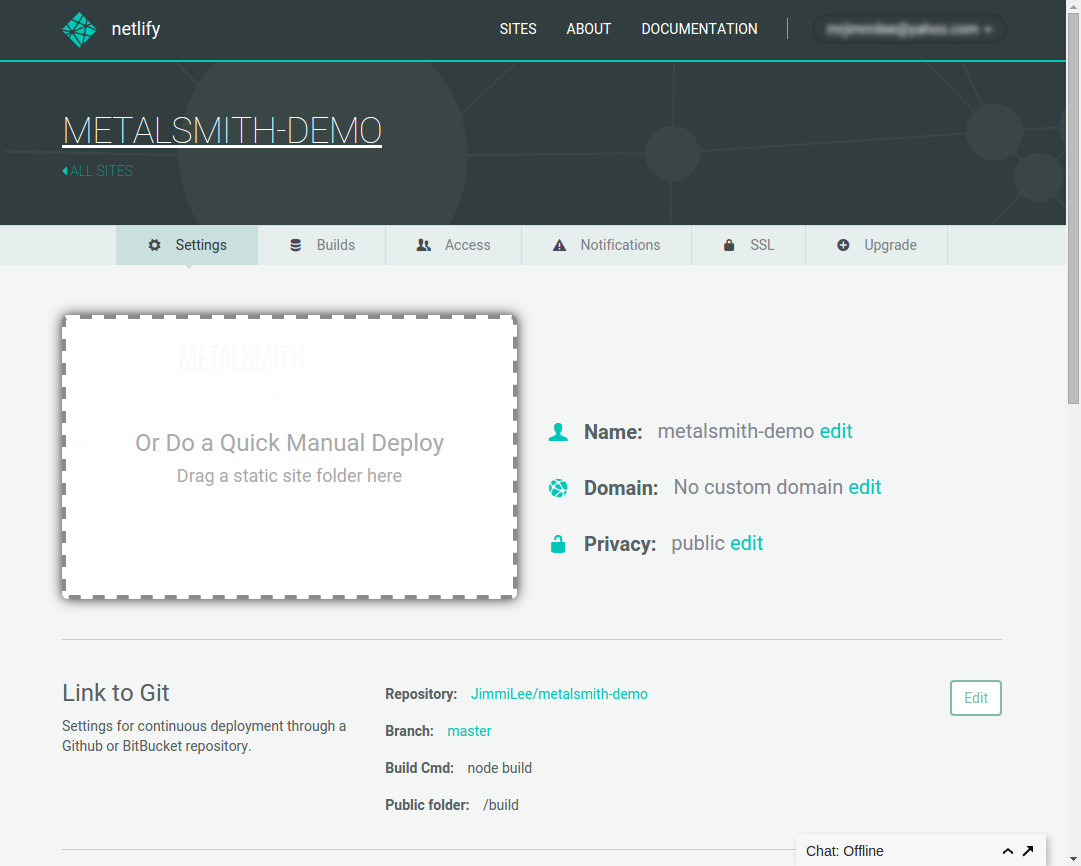 netlify
SITES
ABOUT
DOCUMENTATION
METALSMITH-DEMO
ALL SITES
Settings
Builds
Access
Notifications
SSL
Upgrade
METALSMITH
Or Do a Quick Manual Deploy
Drag a static site folder here
Name: metalsmith-demo edit
Domain: No custom domain edit
Privacy: public edit
Link to Git
Settings for continuous deployment through a
Github or BitBucket repository.
Repository: JimmiLee/metalsmith-demo
Branch: master
Build Cmd: node build
Public folder: /build
Edit
Chat: Offline